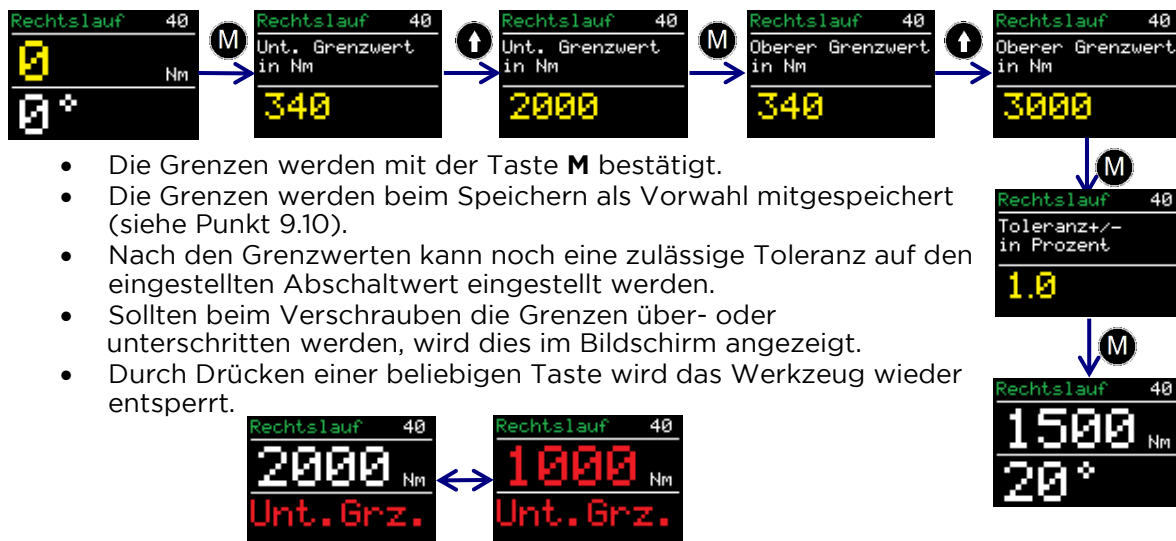 Rechtslauf 40
0 Nm
0°
M
Rechtslauf 40
Unt. Grenzwert
in Nm
340
Rechtslauf 40
Unt. Grenzwert
in Nm
2000
M
Rechtslauf 40
Oberer Grenzwert
in Nm
340
Rechtslauf 40
Oberer Grenzwert
in Nm
3000
• Die Grenzen werden mit der Taste M bestätigt.
• Die Grenzen werden beim Speichern als Vorwahl mitgespeichert
(siehe Punkt 9.10).
• Nach den Grenzwerten kann noch eine zulässige Toleranz auf den
eingestellten Abschaltwert eingestellt werden.
• Sollten beim Verschrauben die Grenzen über- oder
unterschritten werden, wird dies im Bildschirm angezeigt.
• Durch Drücken einer beliebigen Taste wird das Werkzeug wieder
entsperrt.
M
Rechtslauf 40
Toleranz+/-
in Prozent
1.0
M
Rechtslauf 40
1500 Nm
20°
Rechtslauf 40
2000 Nm
Unt.Grz.
Rechtslauf 40
1000 Nm
Unt.Grz.